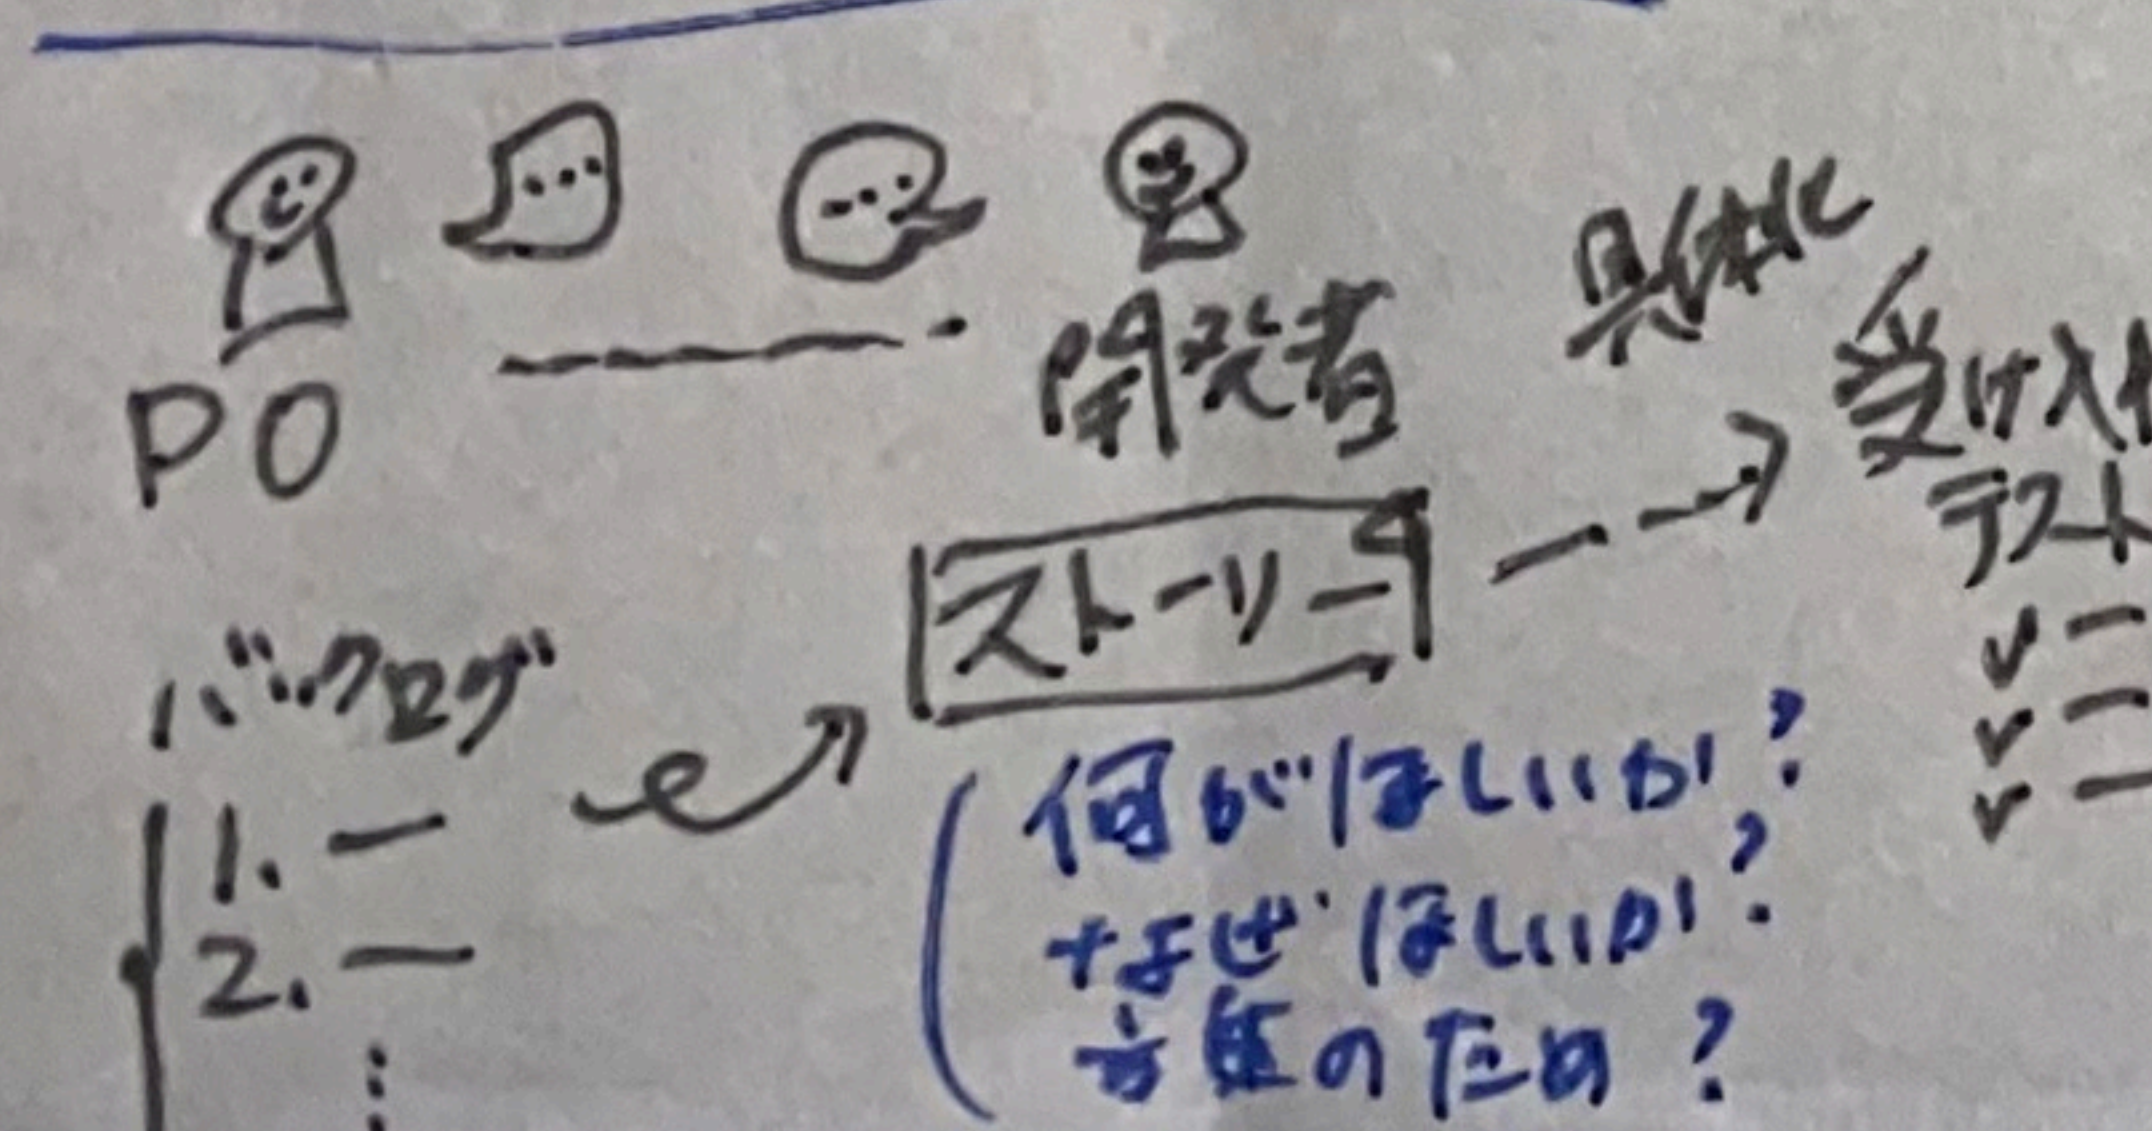 PO
開発者
具体化
受け入
テスト
ストーリー
バックログ
1. ー
2. ー
何がほしいか?
なぜほしいか?
誰のため?